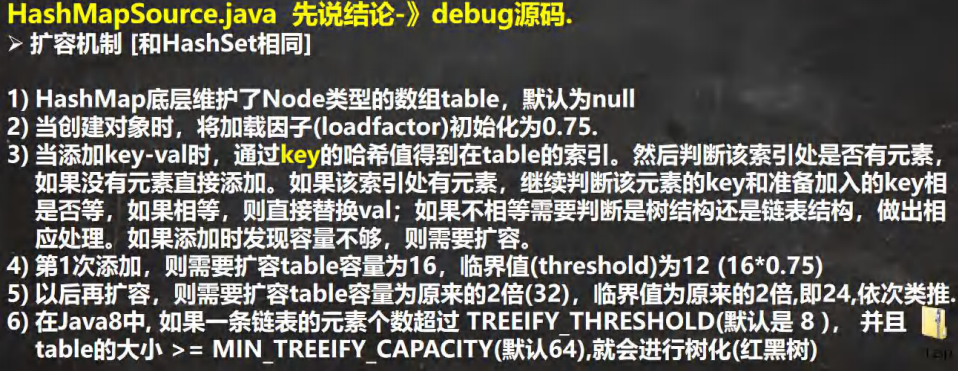 HashMapSource.java 先说结论-》debug源码.
➢ 扩容机制 [和HashSet相同]
1) HashMap底层维护了Node类型的数组table，默认为null
2) 当创建对象时，将加载因子(loadfactor)初始化为0.75.
3) 当添加key-val时，通过key的哈希值得到在table的索引。然后判断该索引处是否有元素，
如果没有元素直接添加。如果该索引处有元素，继续判断该元素的key和准备加入的key相
是否等，如果相等，则直接替换val；如果不相等需要判断是树结构还是链表结构，做出相
应处理。如果添加时发现容量不够，则需要扩容。
4) 第1次添加，则需要扩容table容量为16，临界值(threshold)为12 (16*0.75)
5) 以后再扩容，则需要扩容table容量为原来的2倍(32)，临界值为原来的2倍,即24,依次类推.
6) 在Java8中, 如果一条链表的元素个数超过 TREEIFY_THRESHOLD(默认是 8 )， 并且
table的大小 >= MIN_TREEIFY_CAPACITY(默认64),就会进行树化(红黑树)